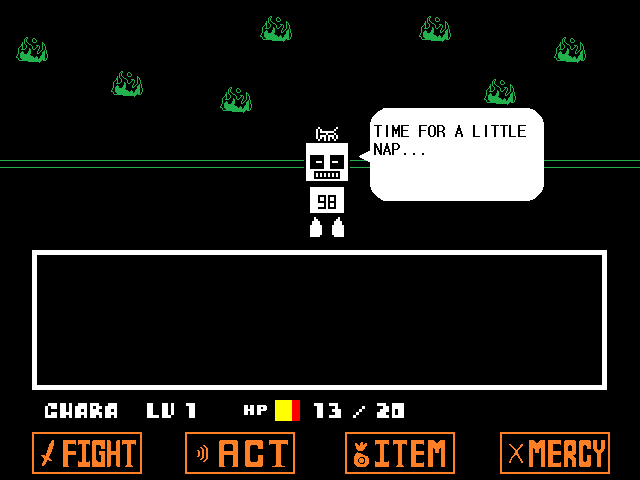 TIME FOR A LITTLE
NAP...
98
CHARA LV 1 HP 13 / 20
FIGHT ACT ITEM MERCY